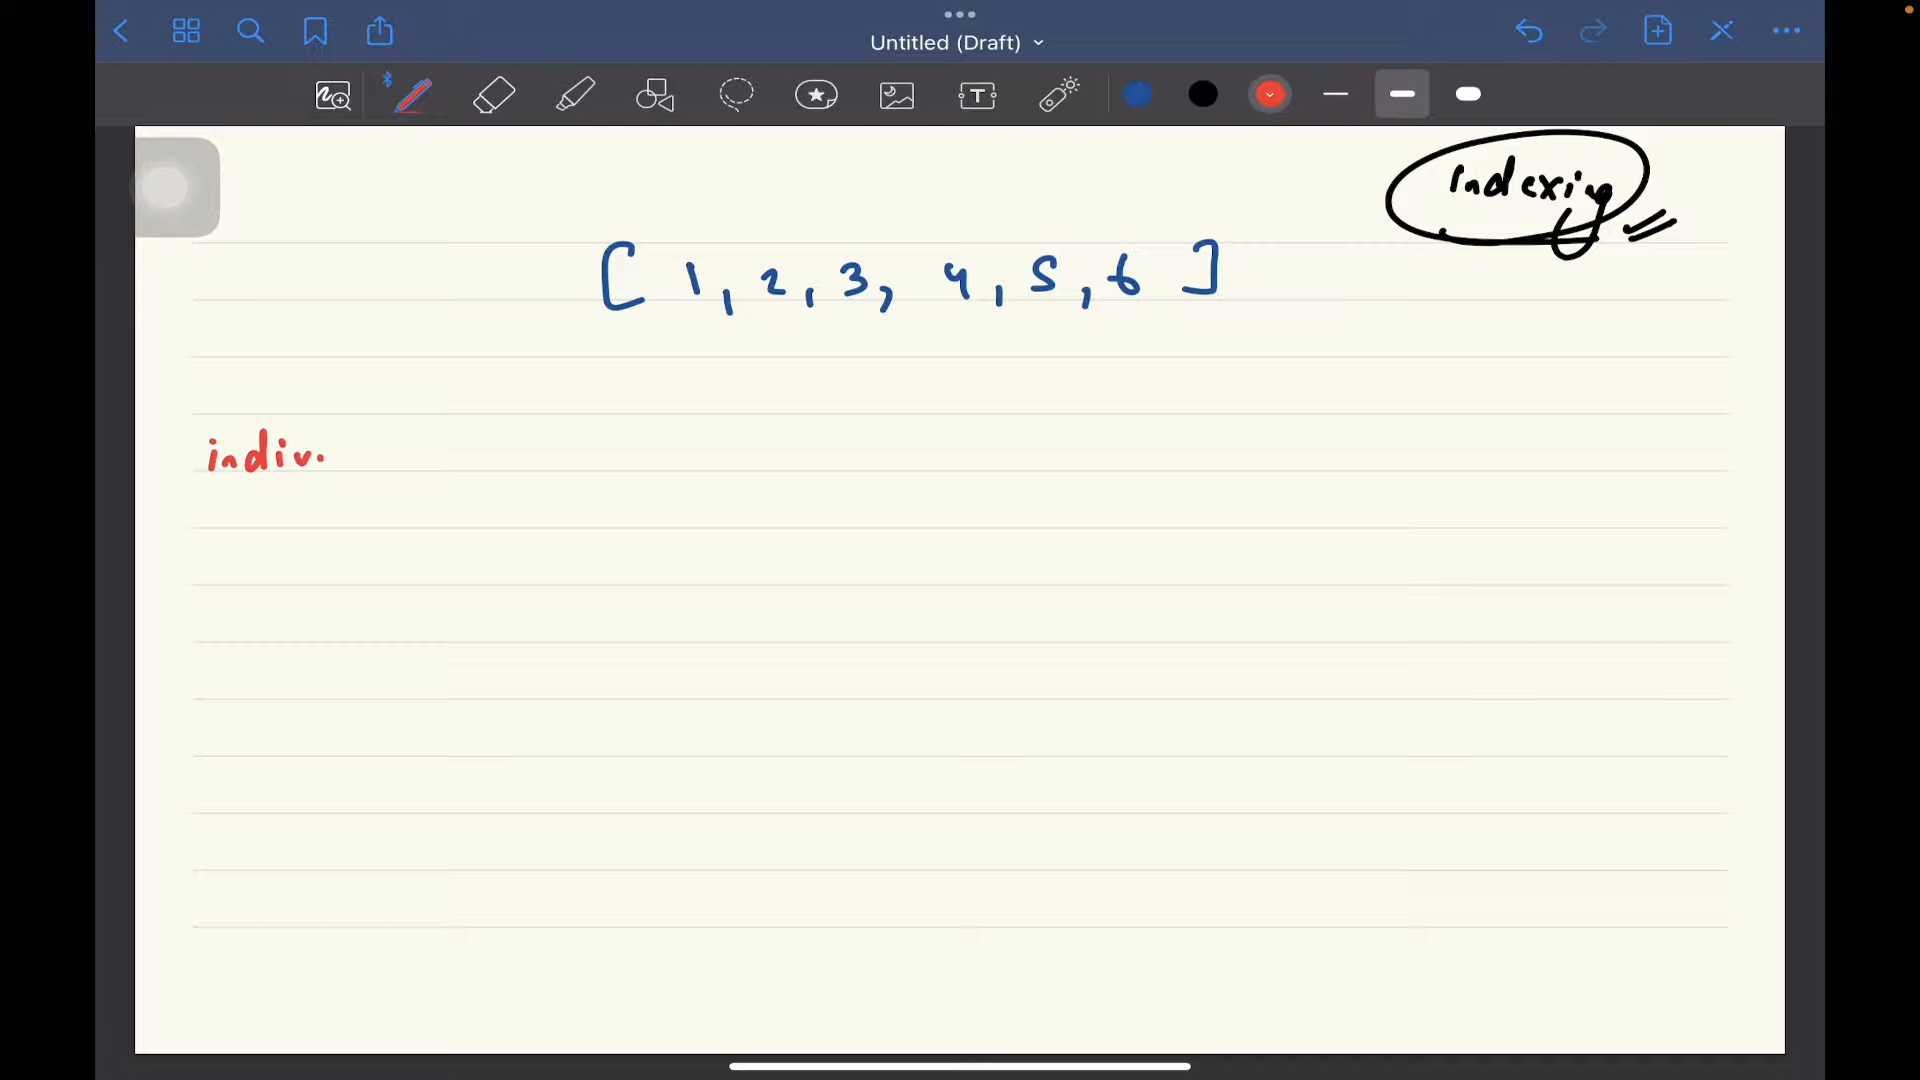 Untitled (Draft)
Indexing
[ 1, 2, 3, 4, 5, 6 ]
indiv.